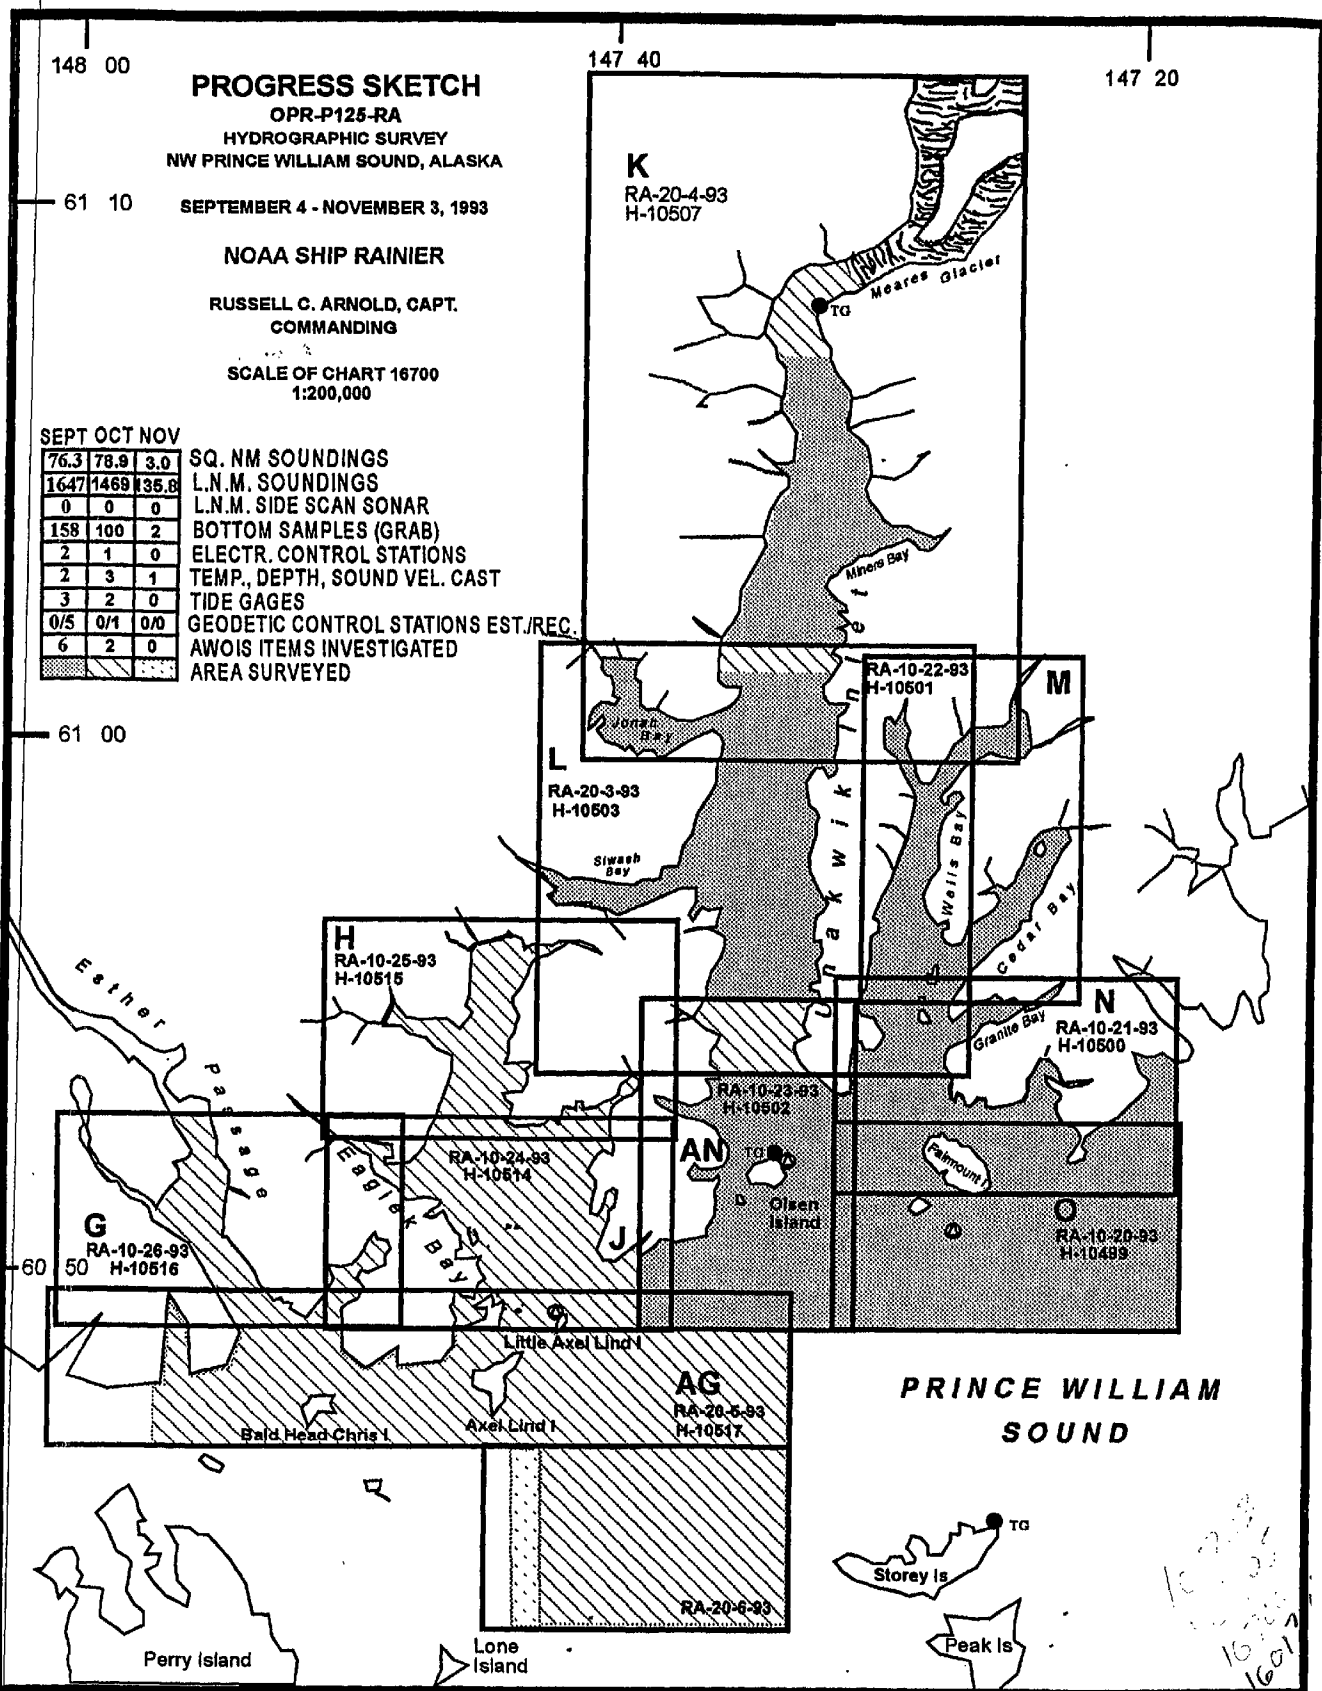 148 00
147 40
147 20
PROGRESS SKETCH
OPR-P125-RA
HYDROGRAPHIC SURVEY
NW PRINCE WILLIAM SOUND, ALASKA
61 10
SEPTEMBER 4 - NOVEMBER 3, 1993
NOAA SHIP RAINIER
RUSSELL C. ARNOLD, CAPT.
COMMANDING
SCALE OF CHART 16700
1:200,000
SEPT OCT NOV
76.3 78.9 3.0 SQ. NM SOUNDINGS
1647 1469 135.8 L.N.M. SOUNDINGS
0 0 0 L.N.M. SIDE SCAN SONAR
158 100 2 BOTTOM SAMPLES (GRAB)
2 1 0 ELECTR. CONTROL STATIONS
2 3 1 TEMP., DEPTH, SOUND VEL. CAST
3 2 0 TIDE GAGES
0/5 0/1 0/0 GEODETIC CONTROL STATIONS EST./REC.
6 2 0 AWOIS ITEMS INVESTIGATED
AREA SURVEYED
K
RA-20-4-93
H-10507
Meares Glacier
TG
Miners Bay
Unakwik Inlet
RA-10-22-93
H-10501
M
Jonah
Bay
61 00
L
RA-20-3-93
H-10503
Siwash
Bay
Wells Bay
Cedar Bay
H
RA-10-25-93
H-10515
Esther Passage
N
Granite Bay
RA-10-21-93
H-10500
RA-10-23-93
H-10502
AN
TG
Olsen
Island
Fairmount I
RA-10-24-93
H-10514
Eaglek Bay
J
G
RA-10-26-93
H-10516
O
RA-10-20-93
H-10499
60 50
Little Axel Lind I
AG
RA-20-5-93
H-10517
Axel Lind I
Bald Head Chris I
PRINCE WILLIAM
SOUND
TG
Storey Is
RA-20-6-93
Peak Is
Perry Island
Lone
Island
1601